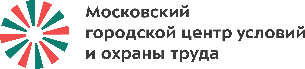 Московский
городской центр условий
и охраны труда